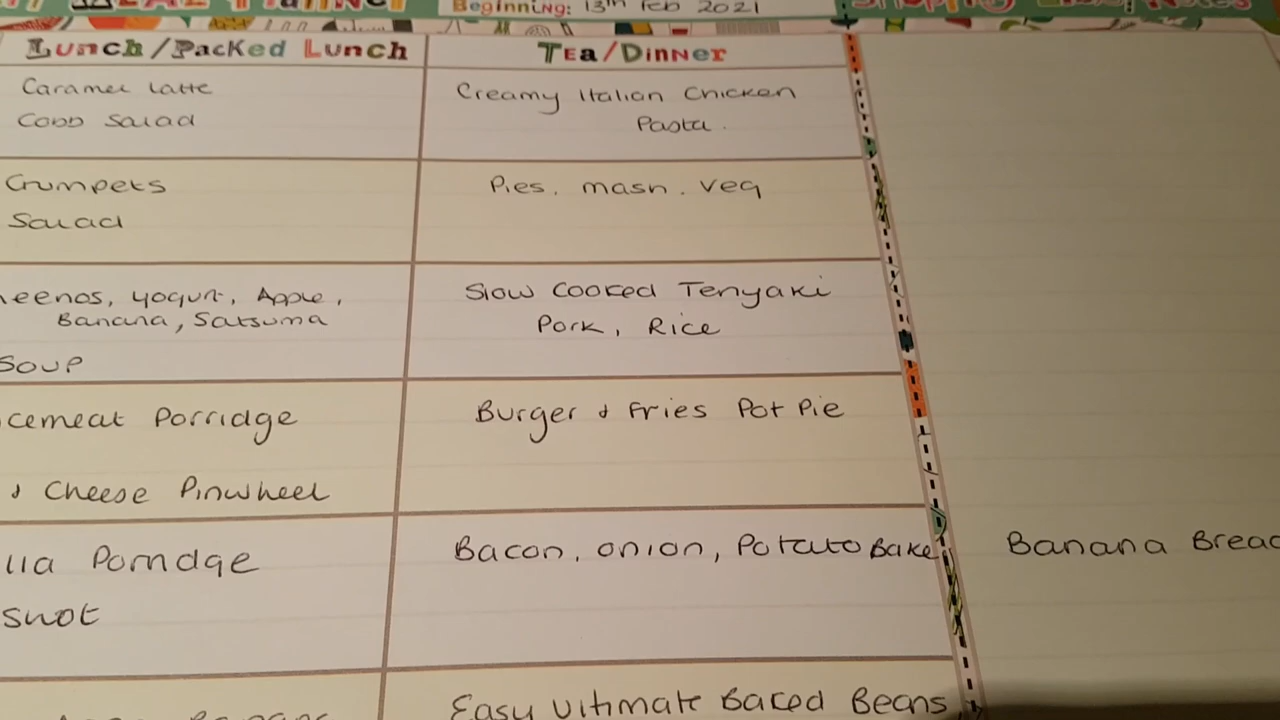 Beginning: 13th Feb 2021
Lunch/Packed Lunch
Tea/Dinner
Caramel Latte
Cobb Salad
Creamy Italian Chicken
Pasta.
Crumpets
Salad
Pies. mash. veg
yogurt, Apple,
Banana, Satsuma
Soup
Slow Cooked Teriyaki
Pork, Rice
Porridge
& Cheese Pinwheel
Burger & Fries Pot Pie
Porridge
Bacon, onion, Potato Bake
Banana Bread
Easy Ultimate Baked Beans